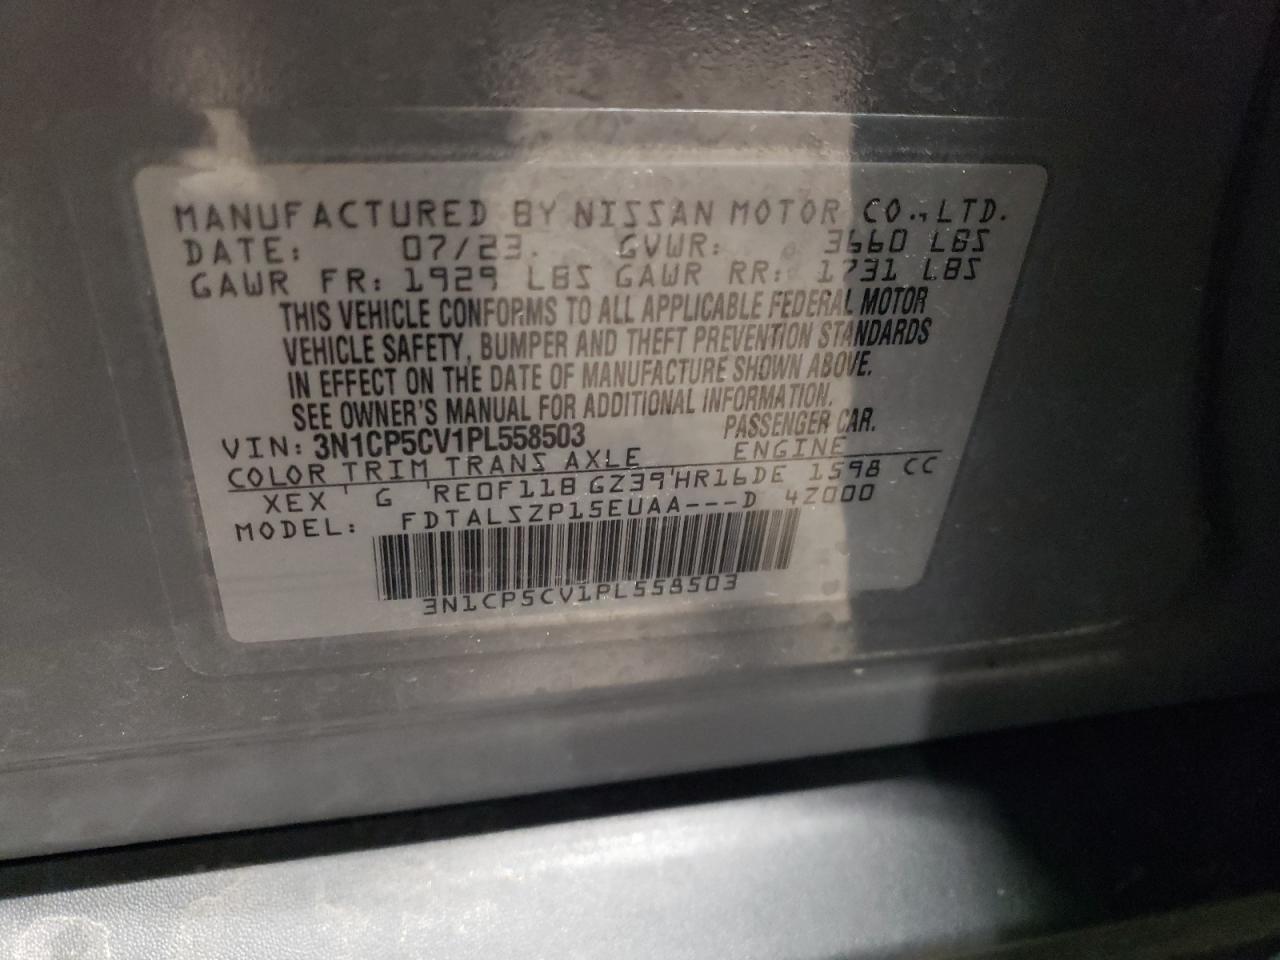 MANUFACTURED BY NISSAN MOTOR CO., LTD.
DATE: 07/23. GVWR: 3660 LBS
GAWR FR: 1929 LBS GAWR RR: 1731 LBS
THIS VEHICLE CONFORMS TO ALL APPLICABLE FEDERAL MOTOR
VEHICLE SAFETY, BUMPER AND THEFT PREVENTION STANDARDS
IN EFFECT ON THE DATE OF MANUFACTURE SHOWN ABOVE.
SEE OWNER'S MANUAL FOR ADDITIONAL INFORMATION.
VIN: 3N1CP5CV1PL558503 PASSENGER CAR.
COLOR TRIM TRANS AXLE ENGINE
XEX ' G 'RE0F11B GZ39'HR16DE 1598 CC
MODEL: FDTALSZP15EUAA---D 4Z000
3N1CP5CV1PL558503